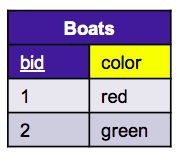 Boats
bid color
1 red
2 green